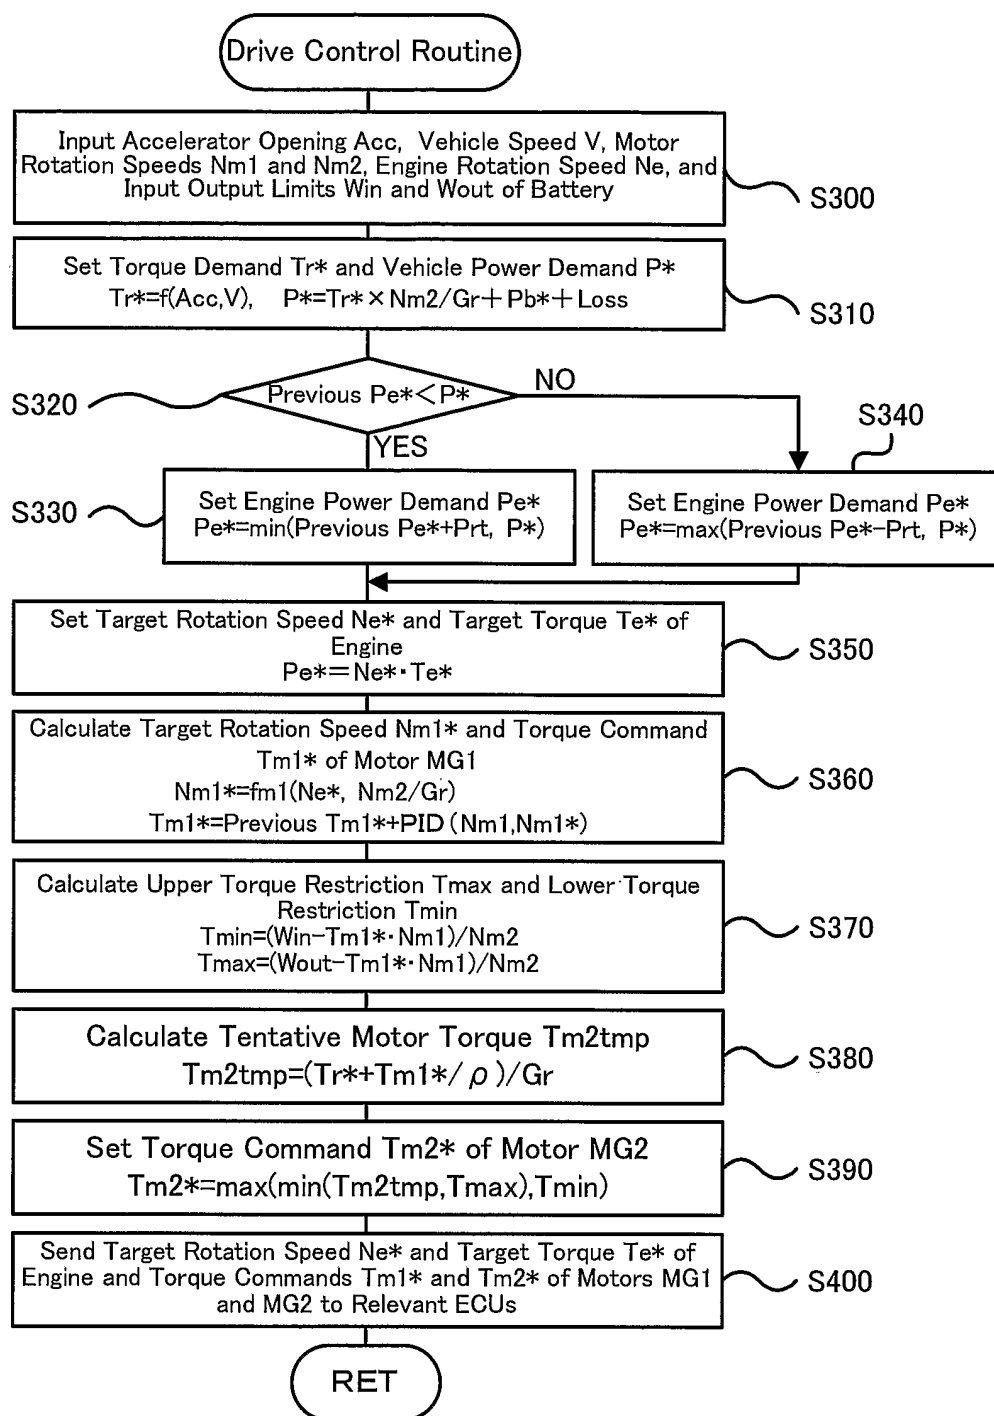 Drive Control Routine
Input Accelerator Opening Acc, Vehicle Speed V, Motor
Rotation Speeds Nm1 and Nm2, Engine Rotation Speed Ne, and
Input Output Limits Win and Wout of Battery
S300
Set Torque Demand Tr* and Vehicle Power Demand P*
Tr*=f(Acc,V), P*=Tr*×Nm2/Gr+Pb*+Loss
S310
S320
Previous Pe*<P*
NO
YES
S340
S330
Set Engine Power Demand Pe*
Pe*=min(Previous Pe*+Prt, P*)
Set Engine Power Demand Pe*
Pe*=max(Previous Pe*-Prt, P*)
Set Target Rotation Speed Ne* and Target Torque Te* of
Engine
Pe*=Ne*·Te*
S350
Calculate Target Rotation Speed Nm1* and Torque Command
Tm1* of Motor MG1
Nm1*=fm1(Ne*, Nm2/Gr)
Tm1*=Previous Tm1*+PID(Nm1,Nm1*)
S360
Calculate Upper Torque Restriction Tmax and Lower Torque
Restriction Tmin
Tmin=(Win-Tm1*·Nm1)/Nm2
Tmax=(Wout-Tm1*·Nm1)/Nm2
S370
Calculate Tentative Motor Torque Tm2tmp
Tm2tmp=(Tr*+Tm1*/ρ)/Gr
S380
Set Torque Command Tm2* of Motor MG2
Tm2*=max(min(Tm2tmp,Tmax),Tmin)
S390
Send Target Rotation Speed Ne* and Target Torque Te* of
Engine and Torque Commands Tm1* and Tm2* of Motors MG1
and MG2 to Relevant ECUs
S400
RET